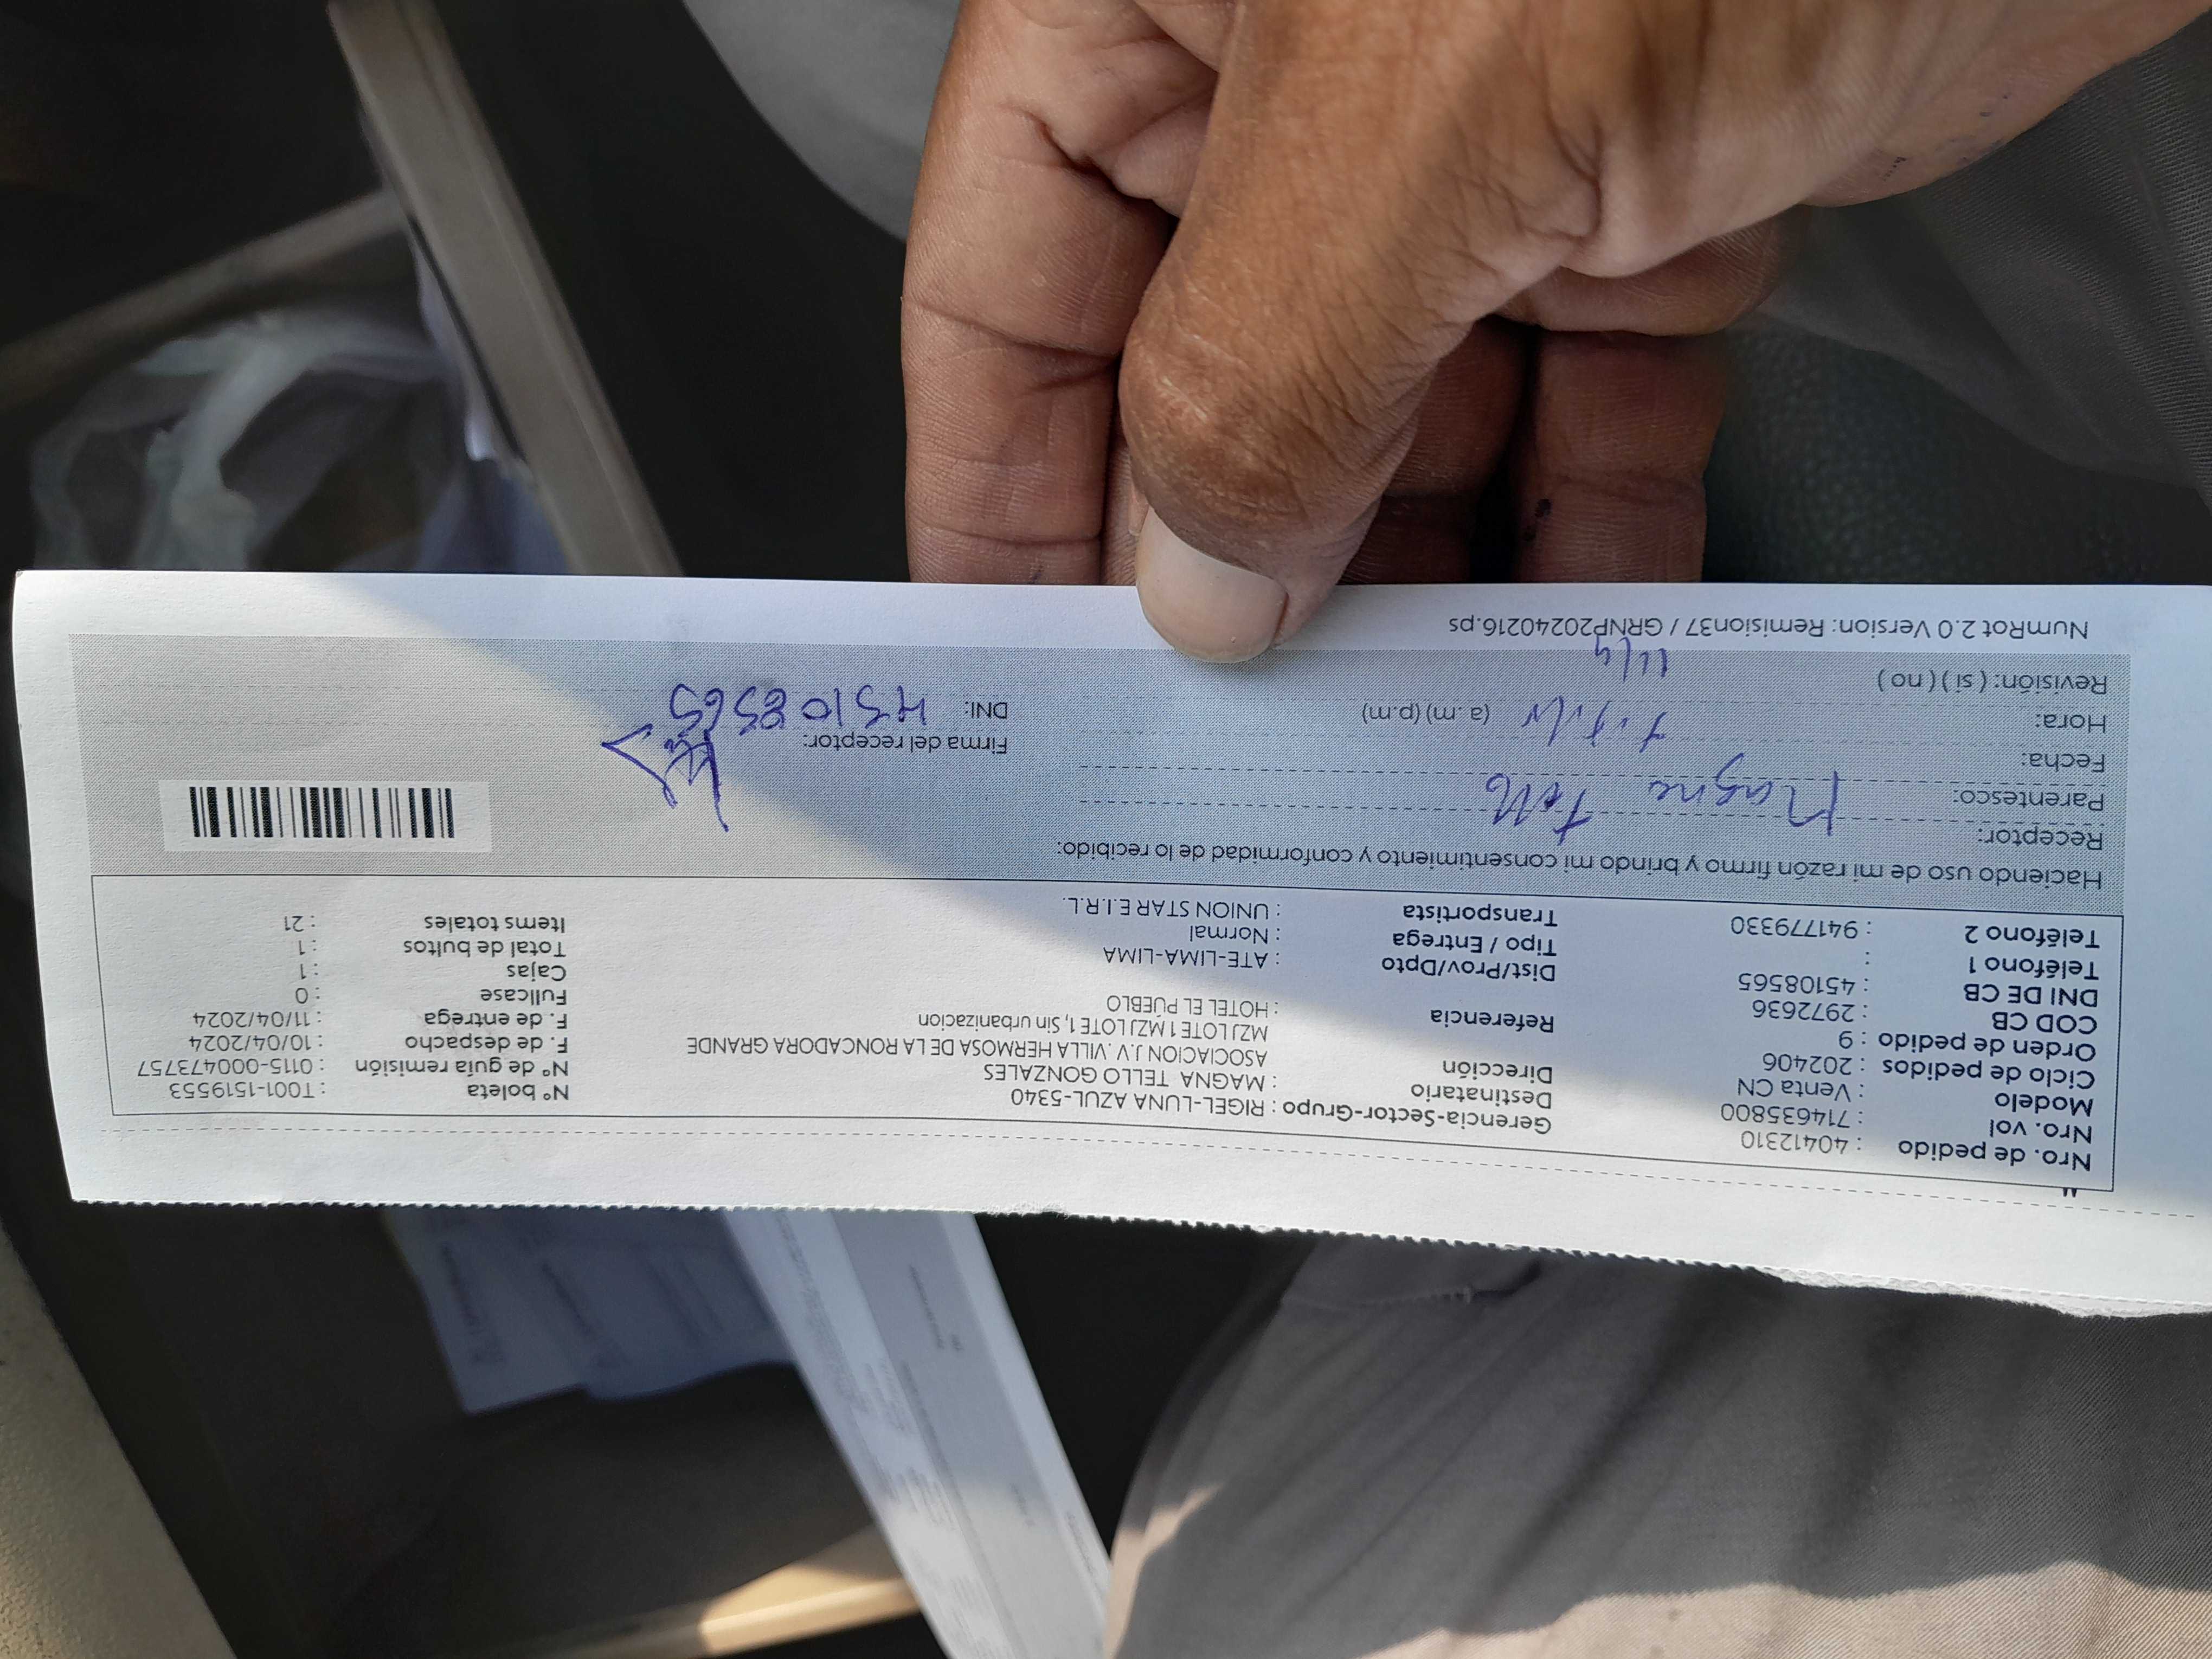 Nro. de pedido : 40412310
Nro. vol : 714635800
Modelo : Venta CN
Ciclo de pedidos : 202406
Orden de pedido : 9
COD CB : 2972636
DNI DE CB : 45108565
Teléfono 1 :
Teléfono 2 : 941779330
Gerencia-Sector-Grupo : RIGEL-LUNA AZUL-5340
Destinatario : MAGNA TELLO GONZALES
Dirección ASOCIACION J.V. VILLA HERMOSA DE LA RONCADORA GRANDE
MZJ LOTE 1 MZJ LOTE 1, Sin urbanizacion
Referencia : HOTEL EL PUEBLO
Dist/Prov/Dpto : ATE-LIMA-LIMA
Tipo / Entrega : Normal
Transportista : UNION STAR E.I.R.L.
N° boleta : T001-1519553
N° de guía remisión : 0115-000473757
F. de despacho : 10/04/2024
F. de entrega : 11/04/2024
Fullcase : 0
Cajas : 1
Total de bultos : 1
Items totales : 21
Haciendo uso de mi razón firmo y brindo mi consentimiento y conformidad de lo recibido:
Receptor: Magna Tello
Parentesco:
Fecha:
Hora: (a.m) (p.m)
Revisión: ( si ) ( no )
Firma del receptor:
DNI: 45108565
NumRot 2.0 Version: Remision37 / GRNP20240216.ps